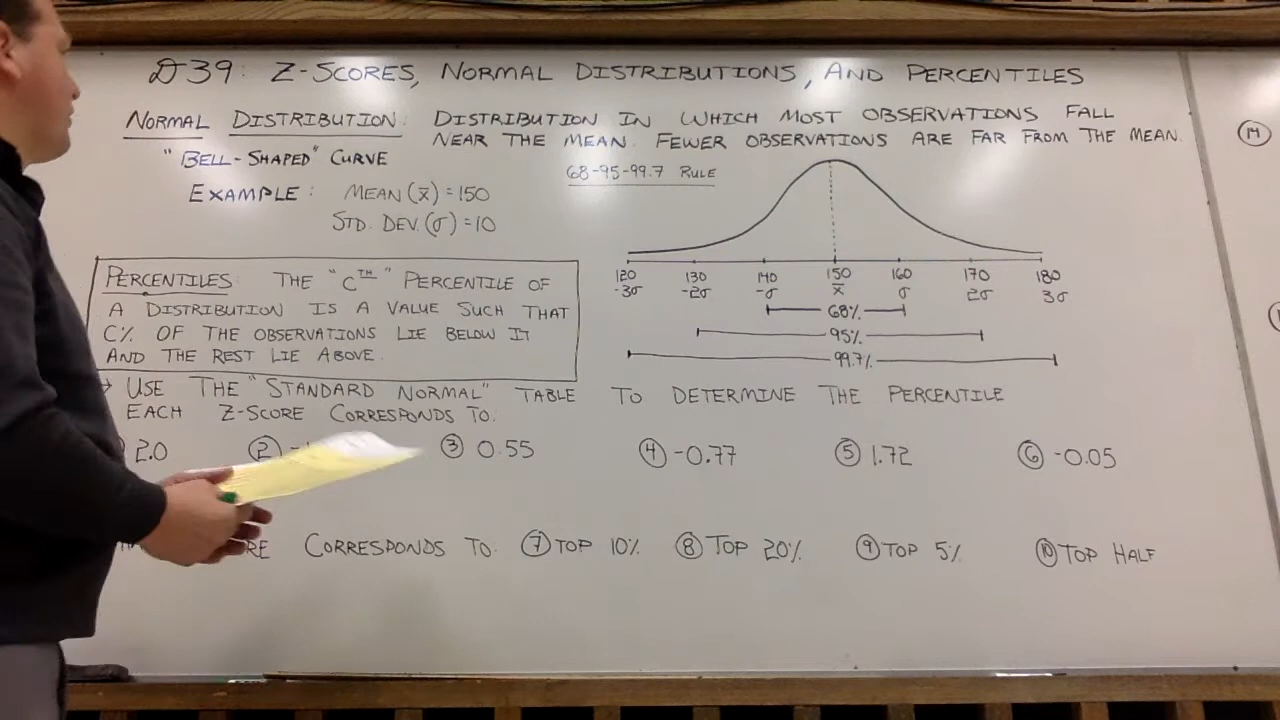 D39: Z-SCORES, NORMAL DISTRIBUTIONS, AND PERCENTILES
NORMAL DISTRIBUTION: DISTRIBUTION IN WHICH MOST OBSERVATIONS FALL
NEAR THE MEAN. FEWER OBSERVATIONS ARE FAR FROM THE MEAN.
"BELL-SHAPED" CURVE
68-95-99.7 RULE
EXAMPLE: MEAN (x̄) = 150
STD. DEV. (σ) = 10
120 130 140 150 160 170 180
-3σ -2σ -σ x̄ σ 2σ 3σ
68%
95%
99.7%
PERCENTILES: THE "C TH" PERCENTILE OF
A DISTRIBUTION IS A VALUE SUCH THAT
C% OF THE OBSERVATIONS LIE BELOW IT
AND THE REST LIE ABOVE.
→ USE THE "STANDARD NORMAL" TABLE TO DETERMINE THE PERCENTILE
EACH Z-SCORE CORRESPONDS TO.
2.0 ② ③ 0.55 ④ -0.77 ⑤ 1.72 ⑥ -0.05
CORRESPONDS TO: ⑦ TOP 10% ⑧ TOP 20% ⑨ TOP 5% ⑩ TOP HALF
⑭